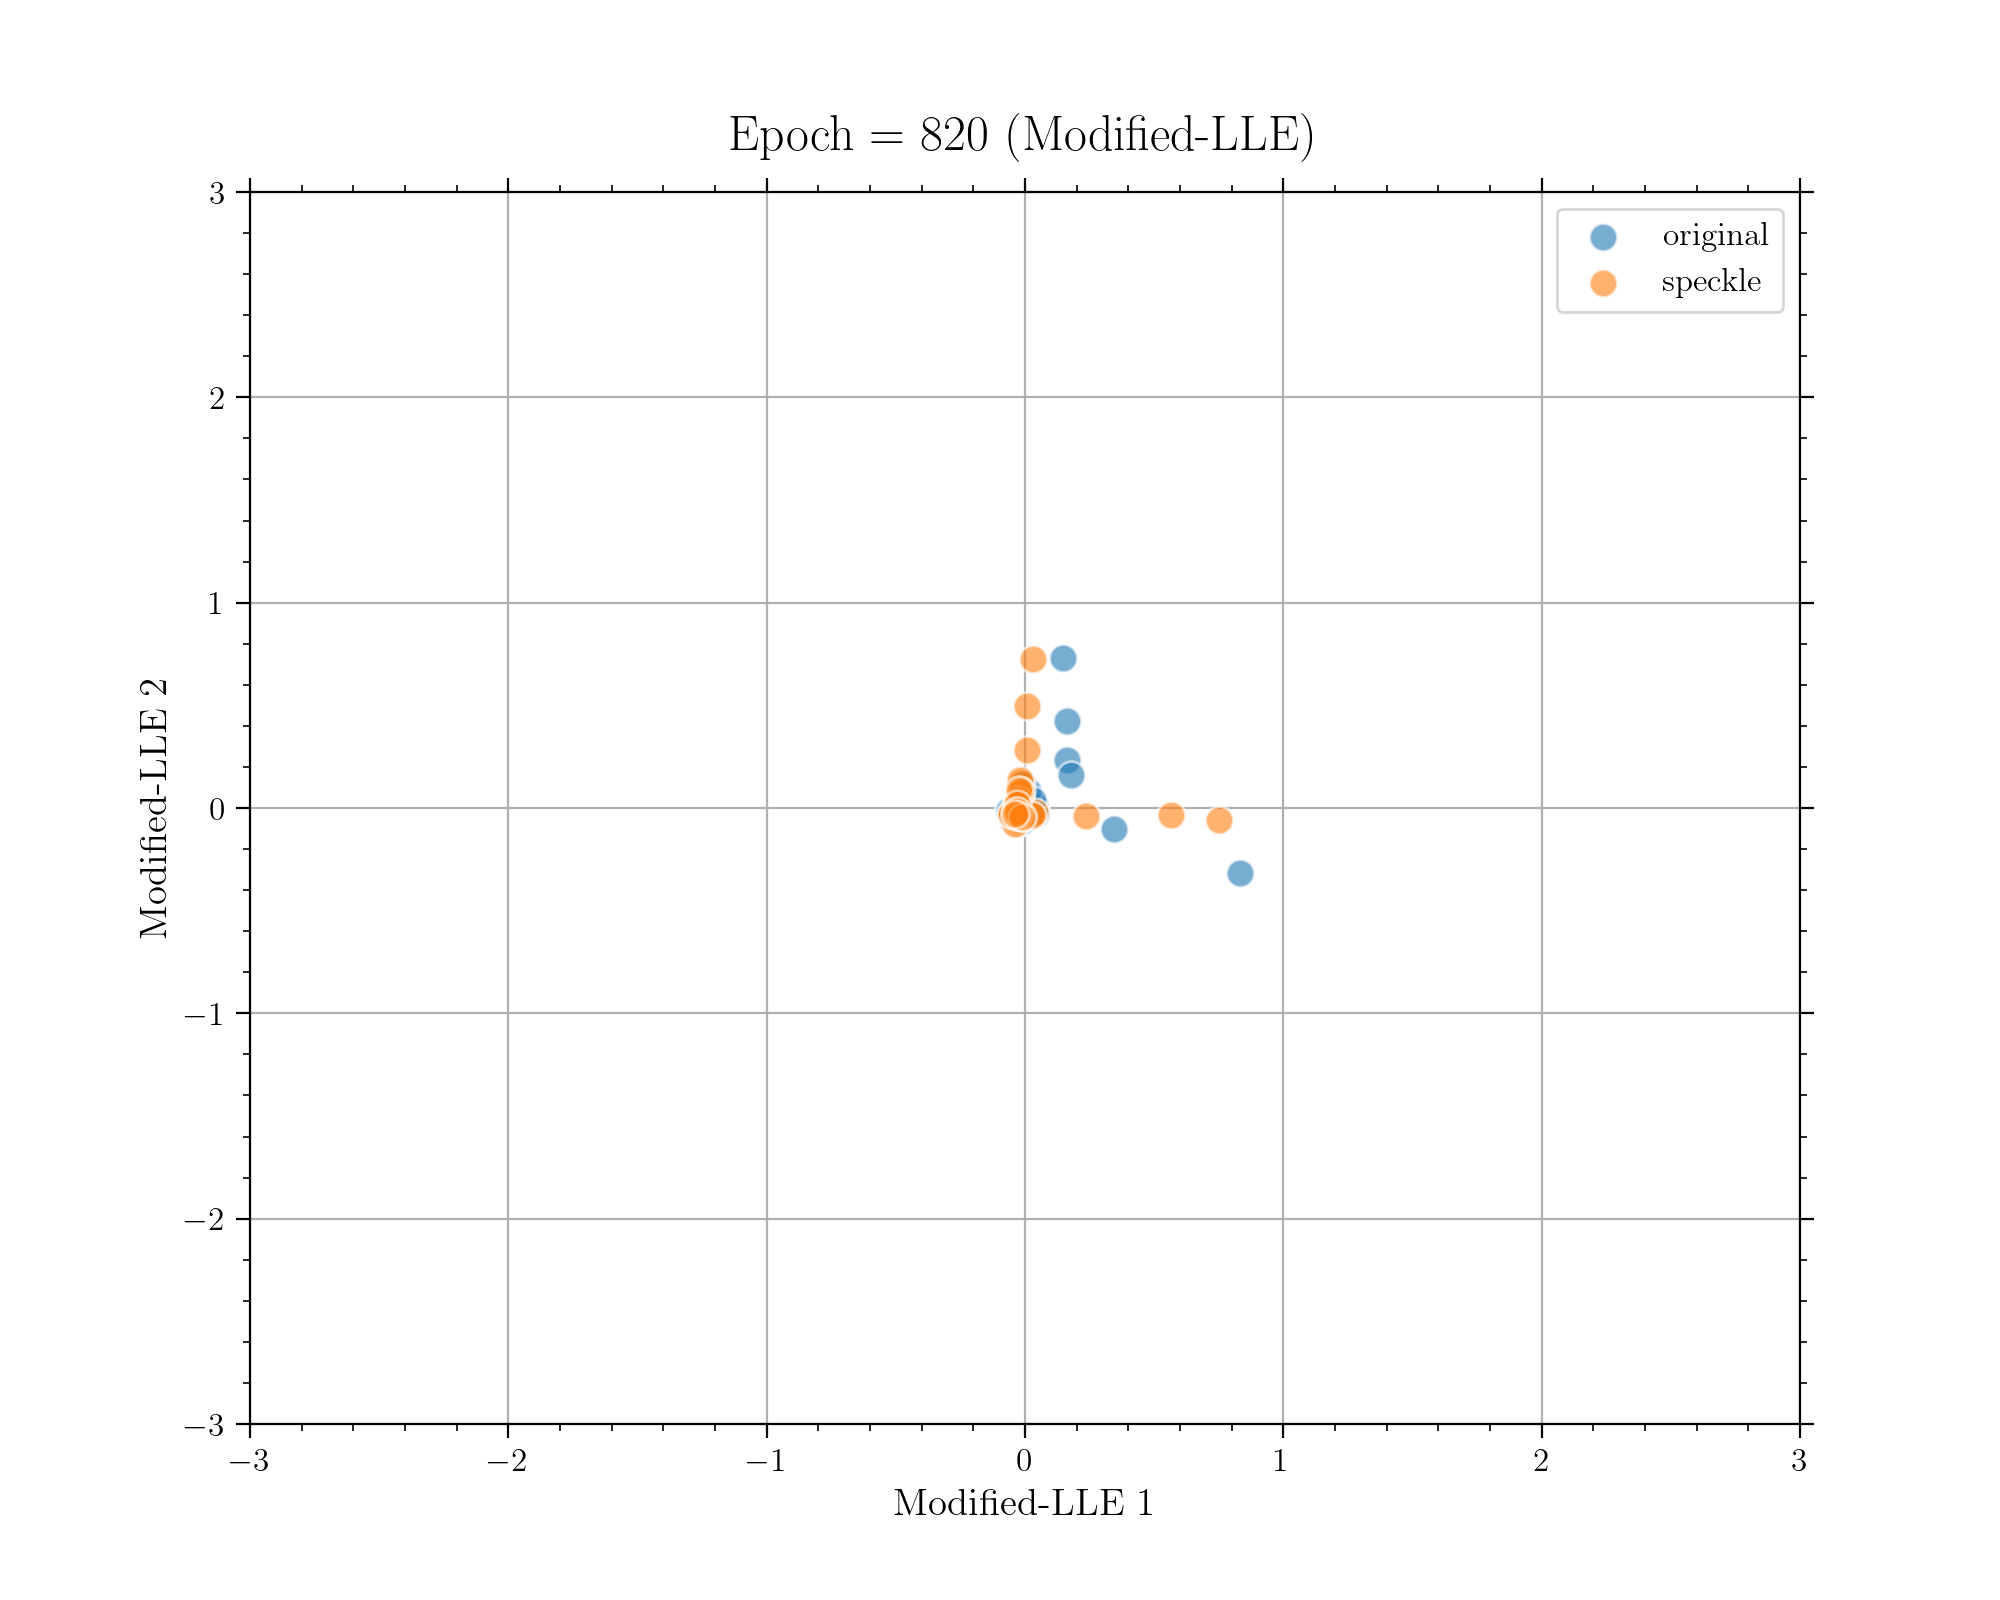 Epoch = 820 (Modified-LLE)
original
speckle
3
2
1
0
−1
−2
−3
Modified-LLE 2
−3 −2 −1 0 1 2 3
Modified-LLE 1